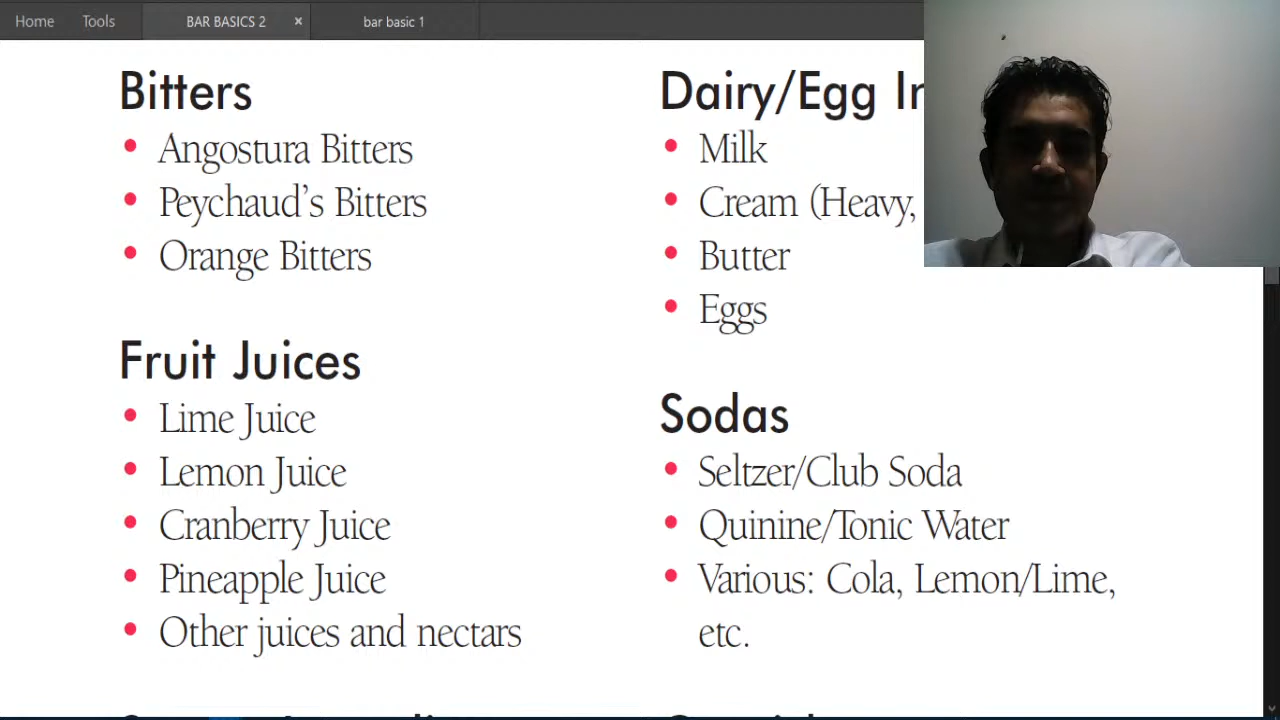 Home Tools BAR BASICS 2 × bar basic 1
Bitters
• Angostura Bitters
• Peychaud's Bitters
• Orange Bitters
Fruit Juices
• Lime Juice
• Lemon Juice
• Cranberry Juice
• Pineapple Juice
• Other juices and nectars
Dairy/Egg
• Milk
• Cream (Heavy,
• Butter
• Eggs
Sodas
• Seltzer/Club Soda
• Quinine/Tonic Water
• Various: Cola, Lemon/Lime,
etc.